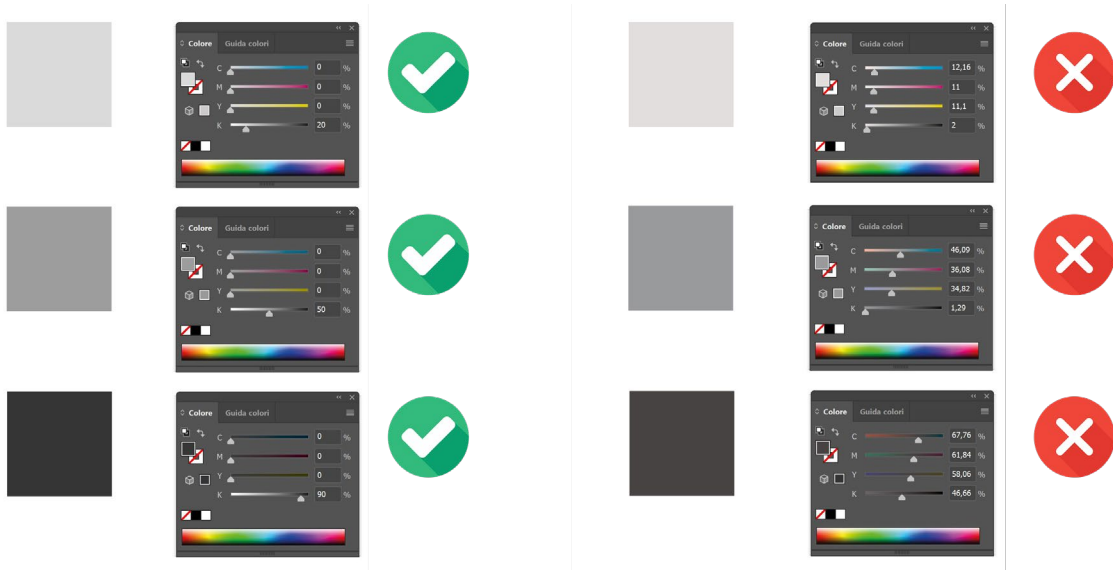 Colore Guida colori
C 0 %
M 0 %
Y 0 %
K 20 %
Colore Guida colori
C 12,16 %
M 11 %
Y 11,1 %
K 2 %
Colore Guida colori
C 0 %
M 0 %
Y 0 %
K 50 %
Colore Guida colori
C 46,09 %
M 36,08 %
Y 34,82 %
K 1,29 %
Colore Guida colori
C 0 %
M 0 %
Y 0 %
K 90 %
Colore Guida colori
C 67,76 %
M 61,84 %
Y 58,06 %
K 46,66 %